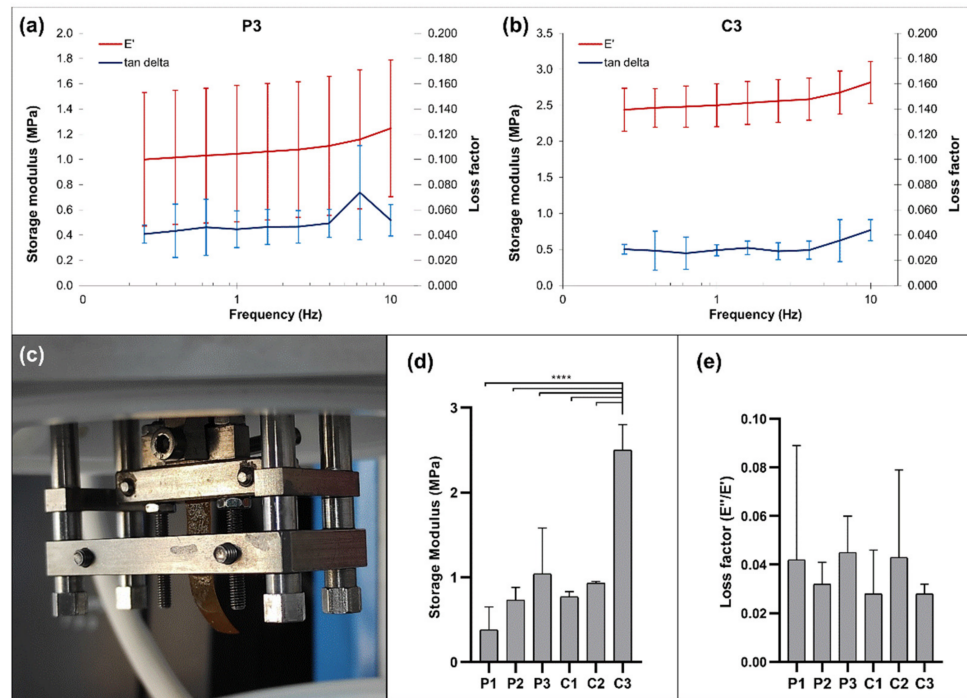 (a) P3
E'
tan delta
2.0
1.8
1.6
1.4
1.2
1.0
0.8
0.6
0.4
0.2
0.0
Storage modulus (MPa)
0.200
0.180
0.160
0.140
0.120
0.100
0.080
0.060
0.040
0.020
0.000
Loss factor
0 1 10
Frequency (Hz)
(b) C3
E'
tan delta
3.5
3.0
2.5
2.0
1.5
1.0
0.5
0.0
Storage modulus (MPa)
0.200
0.180
0.160
0.140
0.120
0.100
0.080
0.060
0.040
0.020
0.000
Loss factor
0 1 10
Frequency (Hz)
(c)
(d)
****
3
2
1
0
Storage Modulus (MPa)
P1 P2 P3 C1 C2 C3
(e)
0.10
0.08
0.06
0.04
0.02
0.00
Loss factor (E''/E')
P1 P2 P3 C1 C2 C3